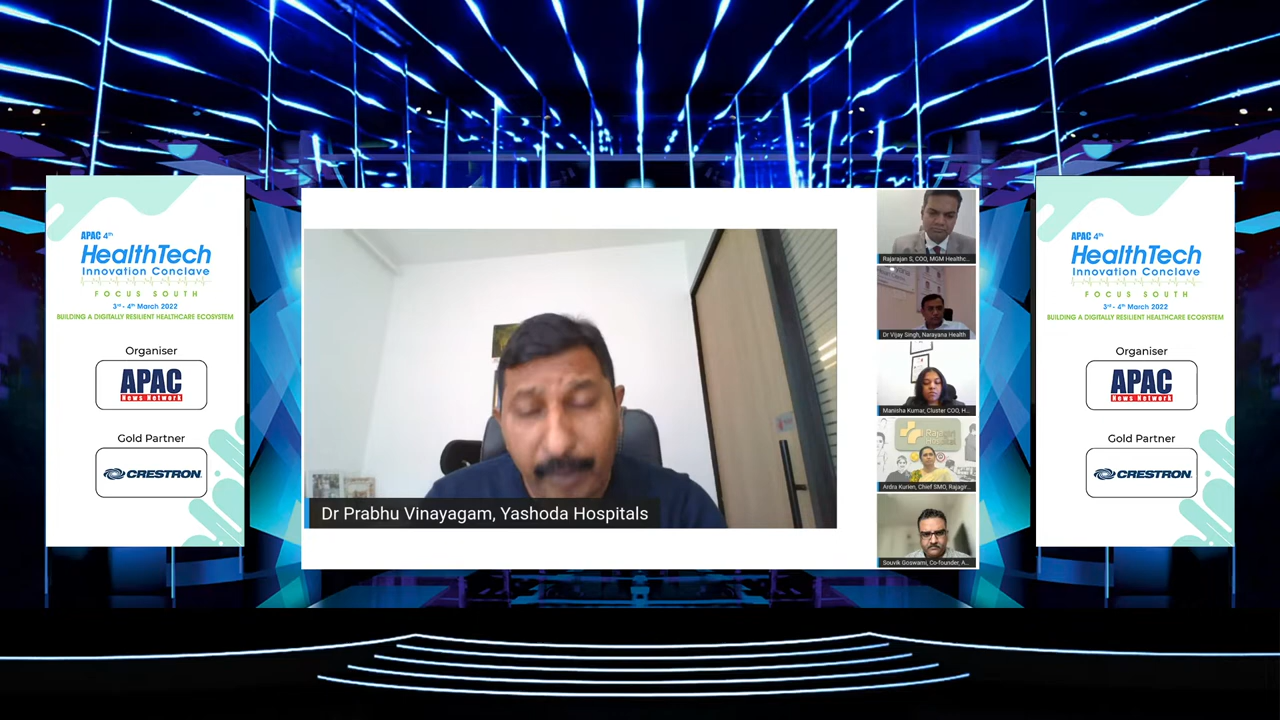 APAC 4th
HealthTech
Innovation Conclave
FOCUS SOUTH
3rd - 4th March 2022
BUILDING A DIGITALLY RESILIENT HEALTHCARE ECOSYSTEM
Organiser
APAC
News Network
Gold Partner
CRESTRON
Dr Prabhu Vinayagam, Yashoda Hospitals
Rajarajan S, COO, MGM Healthc...
Dr Vijay Singh, Narayana Health
Manisha Kumar, Cluster COO, H...
Ardra Kurien, Chief SMO, Rajagir...
Souvik Goswami, Co-founder, A...
APAC 4th
HealthTech
Innovation Conclave
FOCUS SOUTH
3rd - 4th March 2022
BUILDING A DIGITALLY RESILIENT HEALTHCARE ECOSYSTEM
Organiser
APAC
News Network
Gold Partner
CRESTRON